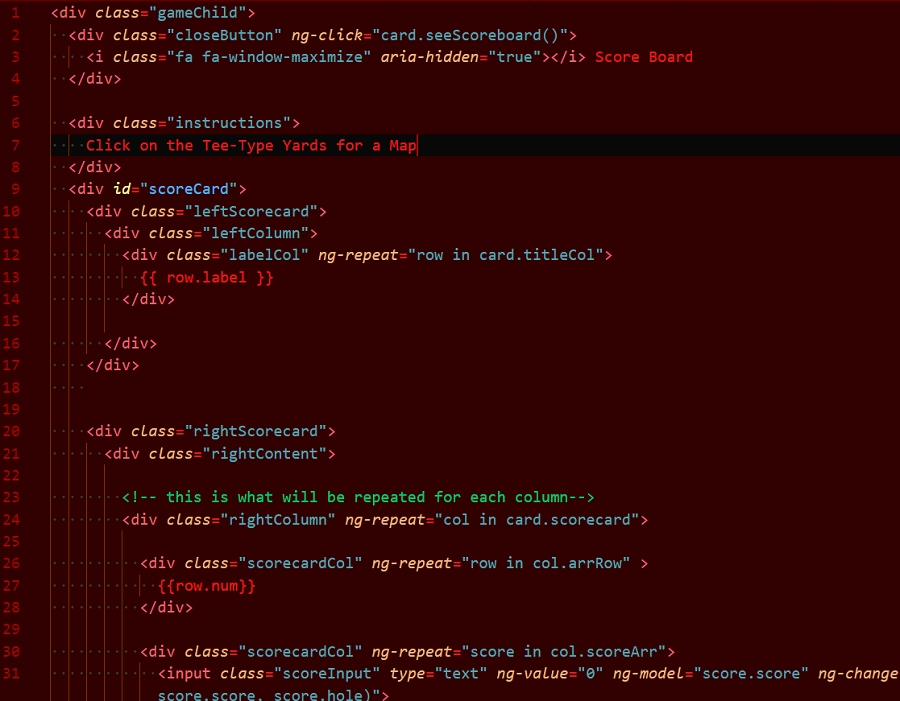 1 <div class="gameChild">
2 <div class="closeButton" ng-click="card.seeScoreboard()">
3 <i class="fa fa-window-maximize" aria-hidden="true"></i> Score Board
4 </div>
5
6 <div class="instructions">
7 Click on the Tee-Type Yards for a Map
8 </div>
9 <div id="scoreCard">
10 <div class="leftScorecard">
11 <div class="leftColumn">
12 <div class="labelCol" ng-repeat="row in card.titleCol">
13 {{ row.label }}
14 </div>
15
16 </div>
17 </div>
18
19
20 <div class="rightScorecard">
21 <div class="rightContent">
22
23 <!-- this is what will be repeated for each column-->
24 <div class="rightColumn" ng-repeat="col in card.scorecard">
25
26 <div class="scorecardCol" ng-repeat="row in col.arrRow" >
27 {{row.num}}
28 </div>
29
30 <div class="scorecardCol" ng-repeat="score in col.scoreArr">
31 <input class="scoreInput" type="text" ng-value="0" ng-model="score.score" ng-change
score.score, score.hole)">